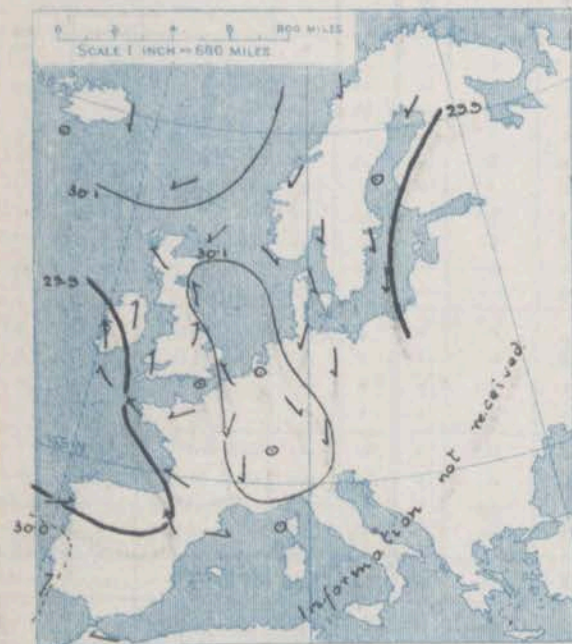 800 MILES
SCALE 1 INCH = 680 MILES
29.9
30.1
30.1
29.9
30.0
Information not received